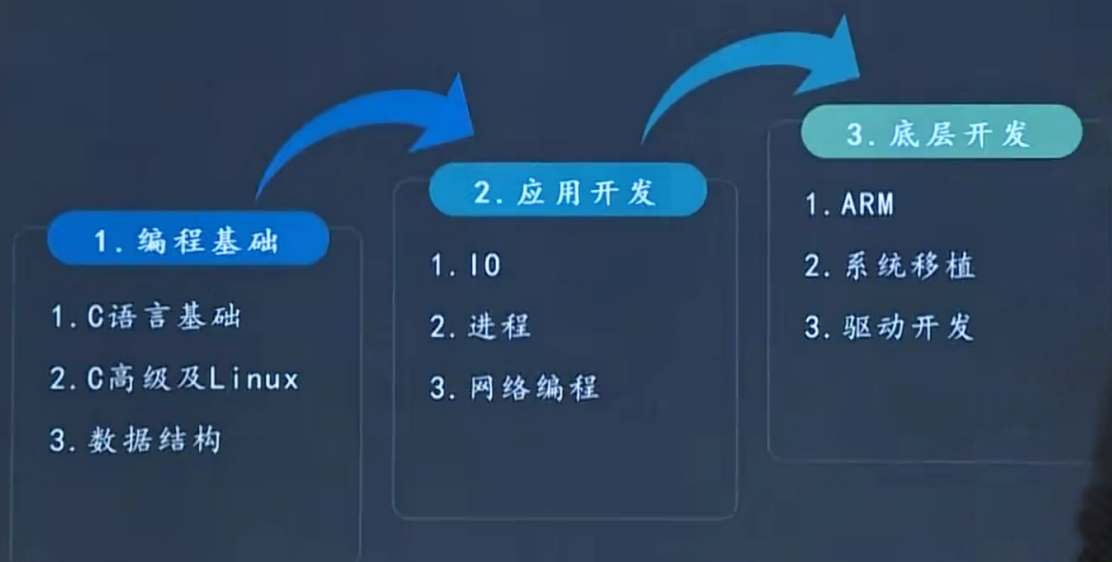 1.编程基础
1.C语言基础
2.C高级及Linux
3.数据结构
2.应用开发
1.IO
2.进程
3.网络编程
3.底层开发
1.ARM
2.系统移植
3.驱动开发